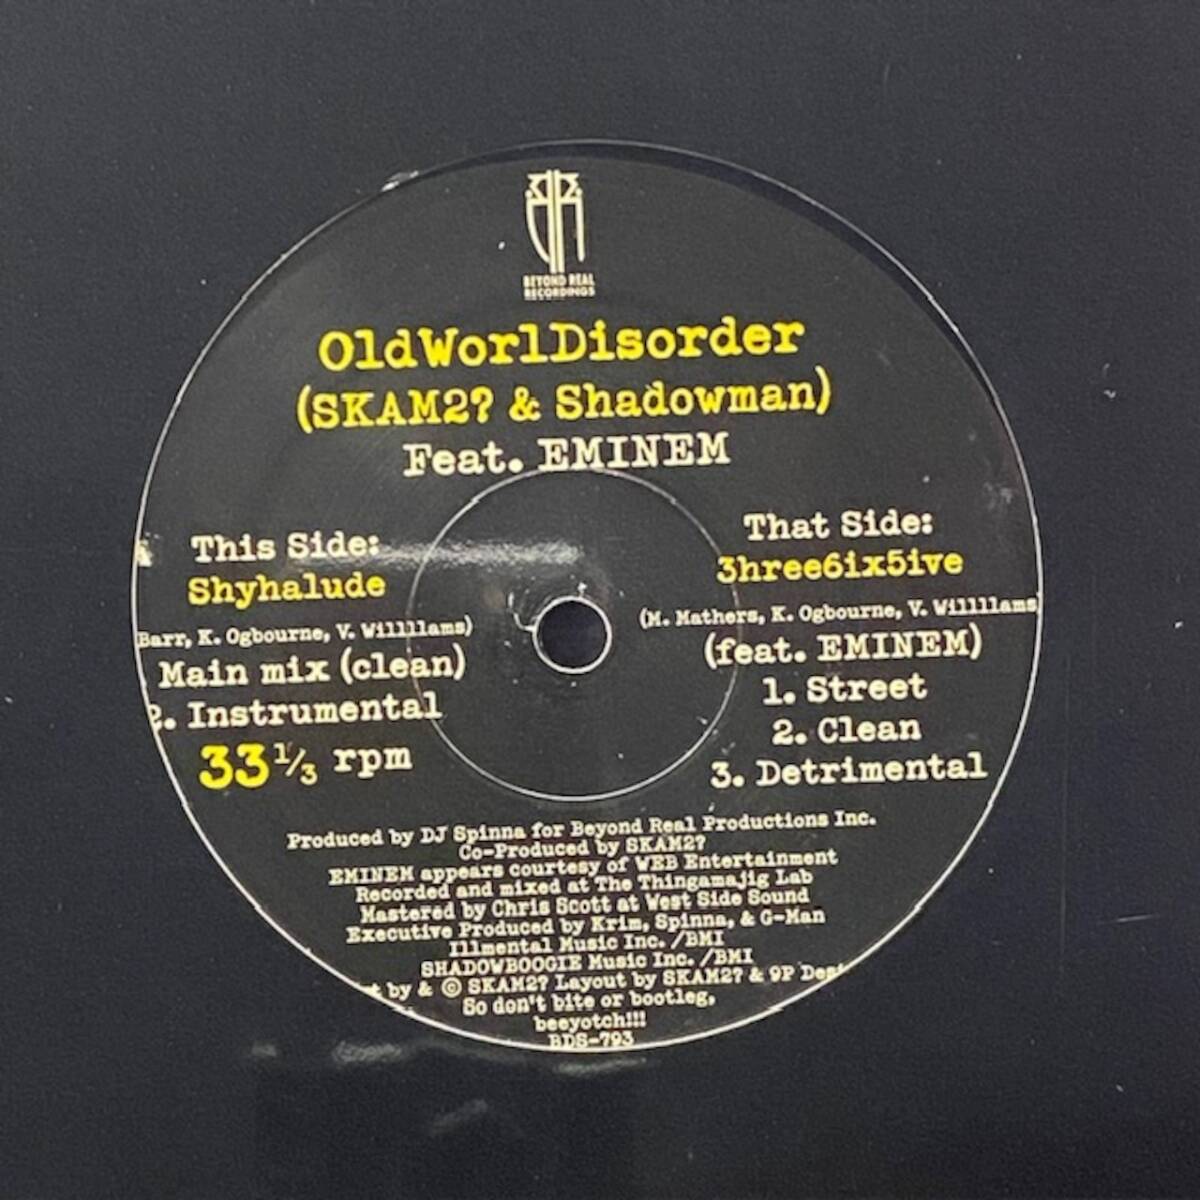 BEYOND REAL
RECORDINGS
OldWorlDisorder
(SKAM2? & Shadowman)
Feat. EMINEM
This Side:
Shyhalude
Barr, K. Ogbourne, V. Willllams)
Main mix (clean)
2. Instrumental
33 1/3 rpm
That Side:
3hree6ix5ive
(M. Mathers, K. Ogbourne, V. Willllams
(feat. EMINEM)
1. Street
2. Clean
3. Detrimental
Produced by DJ Spinna for Beyond Real Productions Inc.
Co-Produced by SKAM2?
EMINEM appears courtesy of WEB Entertainment
Recorded and mixed at The Thingamajig Lab
Mastered by Chris Scott at West Side Sound
Executive Produced by Krim, Spinna, & G-Man
Illmental Music Inc. /BMI
SHADOWBOOGIE Music Inc. /BMI
by & © SKAM2? Layout by SKAM2? & 9P
So don't bite or bootleg,
beeyotch!!!
BDS-793